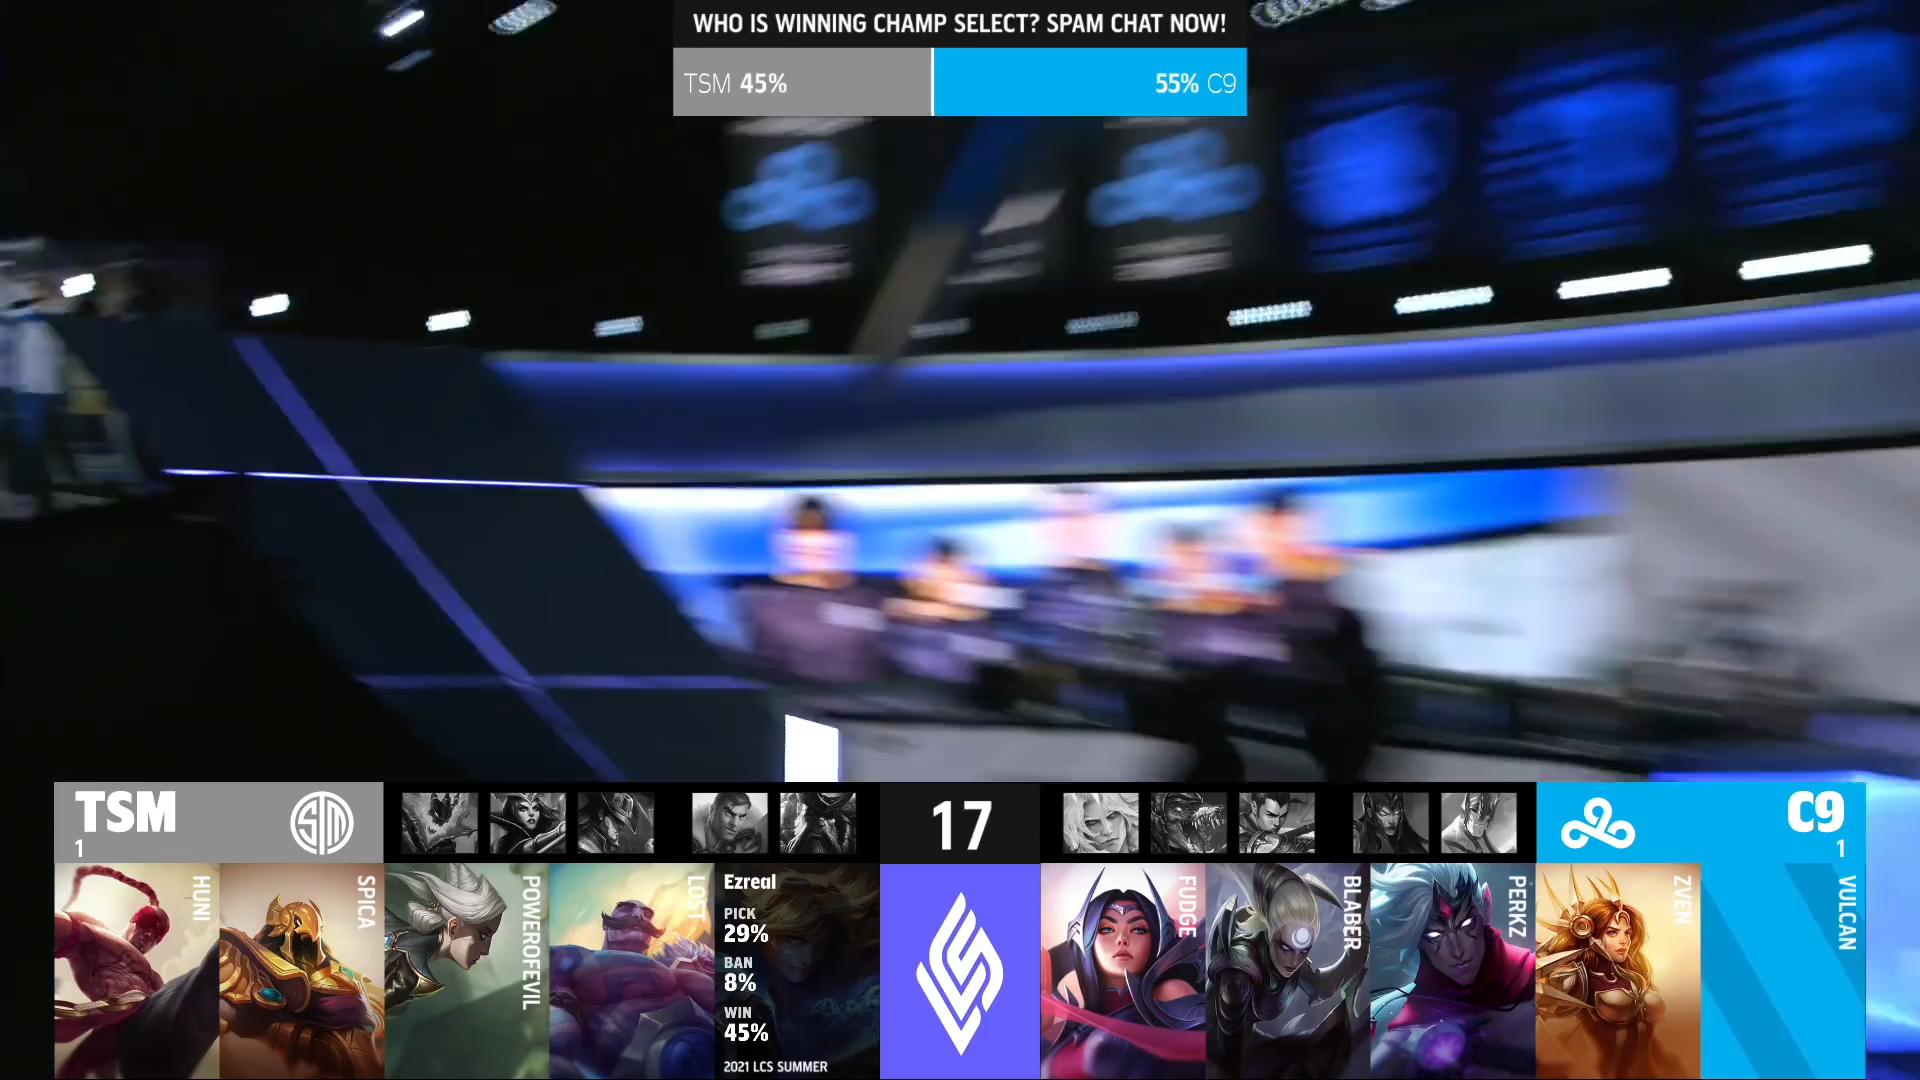 WHO IS WINNING CHAMP SELECT? SPAM CHAT NOW!
TSM 45%
55% C9
TSM
1
17
C9
1
HUNI
SPICA
POWEROFEVIL
LOST
Ezreal
PICK
29%
BAN
8%
WIN
45%
2021 LCS SUMMER
FUDGE
BLABER
PERKZ
ZVEN
VULCAN